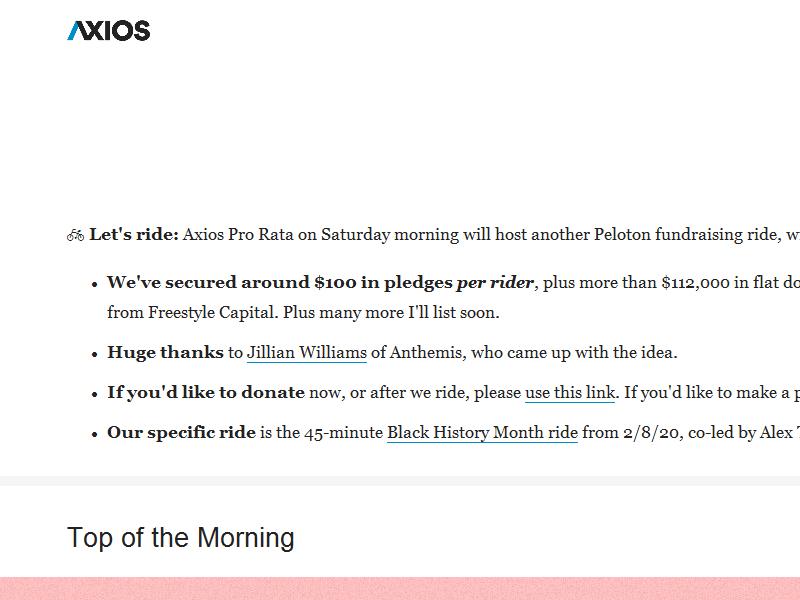 AXIOS
Let's ride: Axios Pro Rata on Saturday morning will host another Peloton fundraising ride,
We've secured around $100 in pledges per rider, plus more than $112,000 in flat
from Freestyle Capital. Plus many more I'll list soon.
Huge thanks to Jillian Williams of Anthemis, who came up with the idea.
If you'd like to donate now, or after we ride, please use this link. If you'd like to make a
Our specific ride is the 45-minute Black History Month ride from 2/8/20, co-led by Alex
Top of the Morning